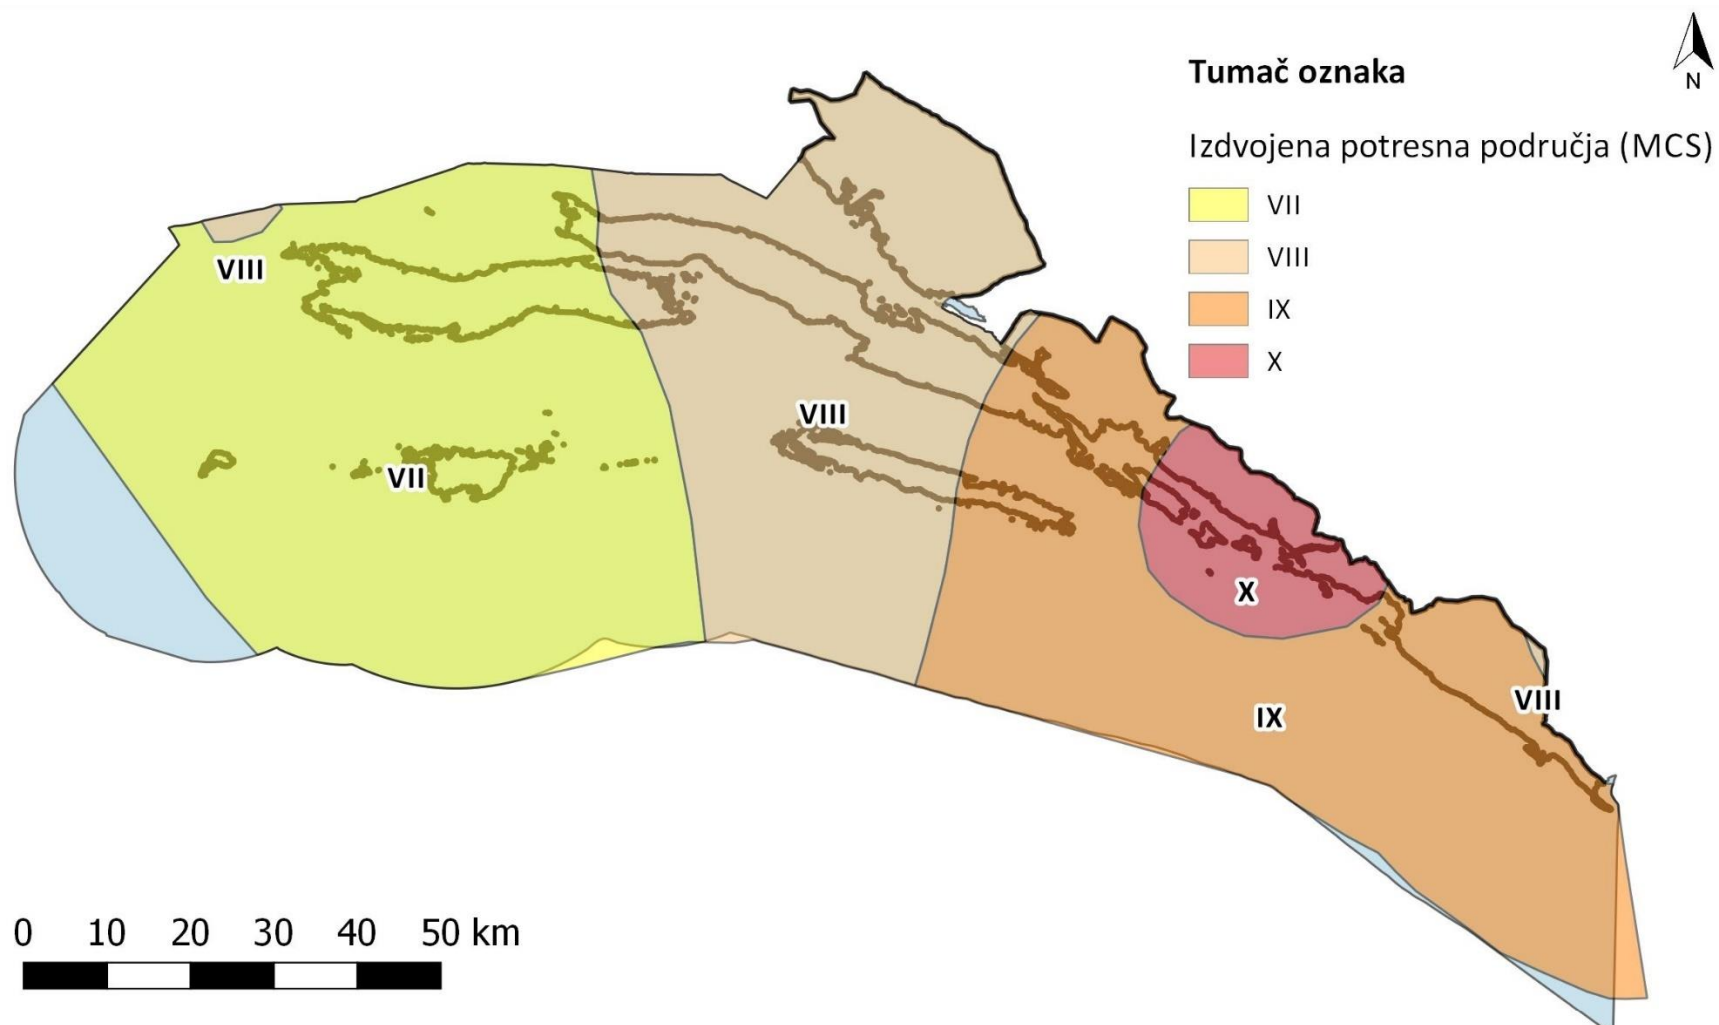 Tumač oznaka
N
Izdvojena potresna područja (MCS)
VII
VIII
IX
X
VIII
VIII
VII
X
VIII
IX
0 10 20 30 40 50 km